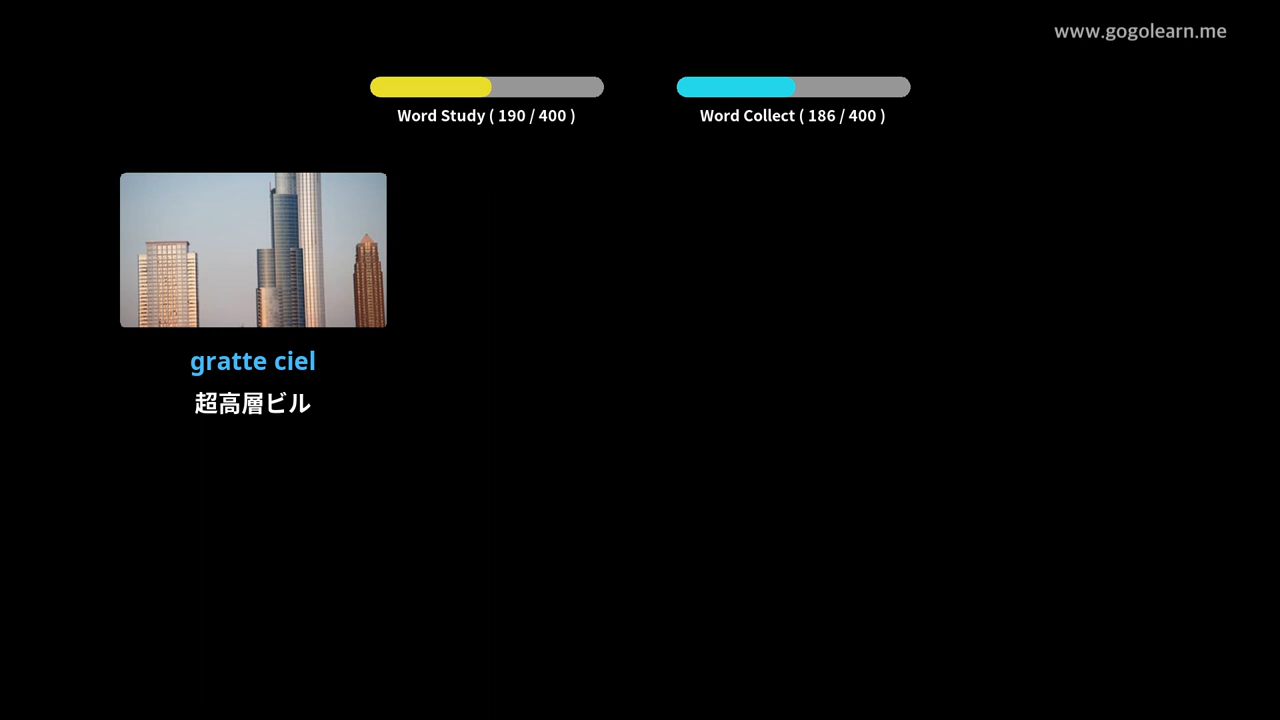 www.gogolearn.me
Word Study ( 190 / 400 )
Word Collect ( 186 / 400 )
gratte ciel
超高層ビル